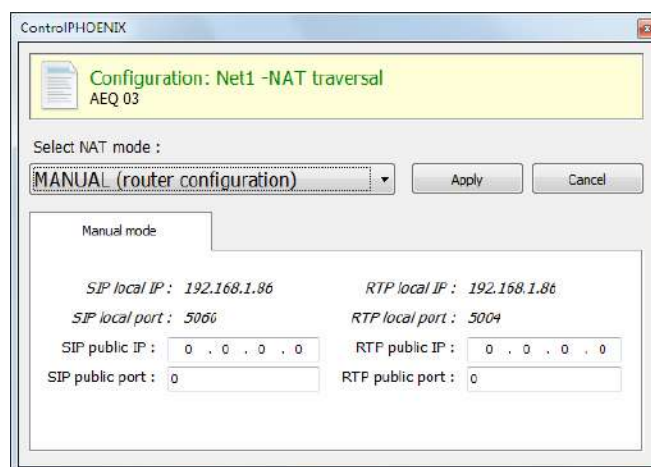 ControlPHOENIX
Configuration: Net1 -NAT traversal
AEQ 03
Select NAT mode :
MANUAL (router configuration)
Apply
Cancel
Manual mode
SIP local IP : 192.168.1.86
RTP local IP : 192.168.1.86
SIP local port : 5060
RTP local port : 5004
SIP public IP : 0 . 0 . 0 . 0
RTP public IP : 0 . 0 . 0 . 0
SIP public port : 0
RTP public port : 0